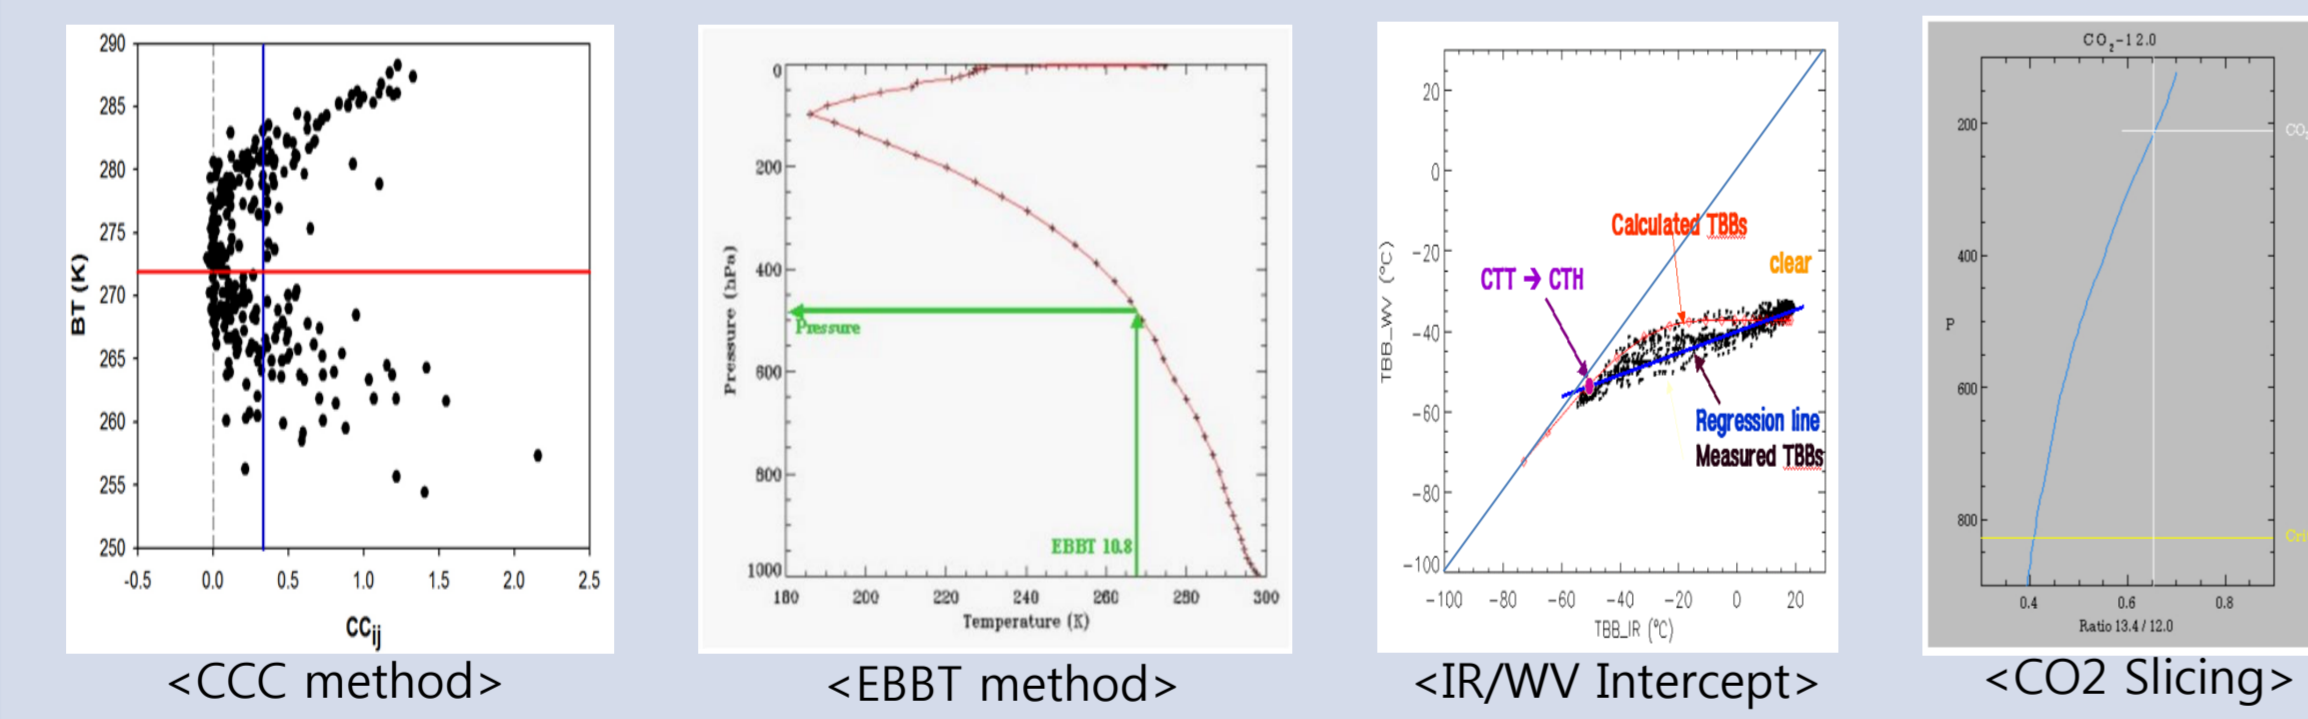 290
285
280
275
270
265
260
255
250
BT (K)
-0.5 0.0 0.5 1.0 1.5 2.0 2.5
CCij
<CCC method>
0
200
400
600
800
1000
Pressure (hPa)
Pressure
EBBT 10.8
180 200 220 240 260 280 300
Temperature (K)
<EBBT method>
20
0
-20
-40
-60
-80
-100
TBB_WV (°C)
Calculated TBBs
clear
CTT → CTH
Regression line
Measured TBBs
-100 -80 -60 -40 -20 0 20
TBB_IR (°C)
<IR/WV Intercept>
CO2-12.0
200
400
600
800
P
0.4 0.6 0.8
Ratio 13.4 / 12.0
<CO2 Slicing>